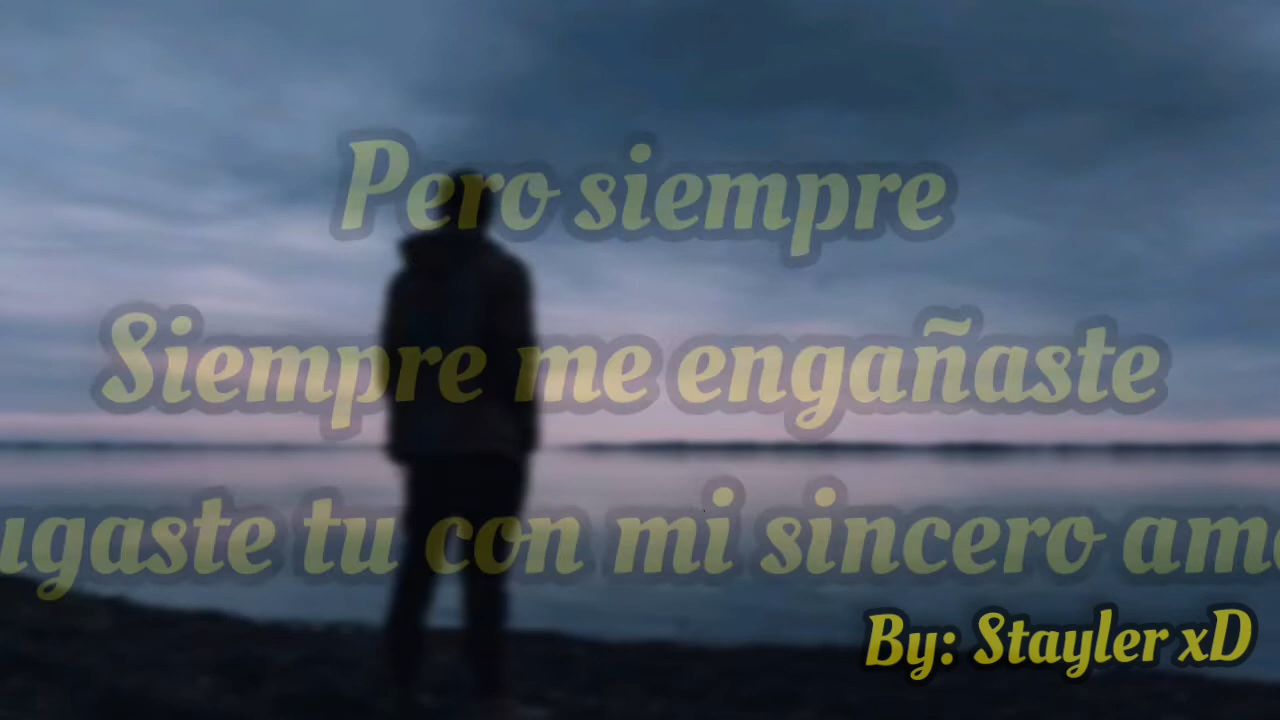 Pero siempre
Siempre me engañaste
ugaste tu con mi sincero am
By: Stayler xD